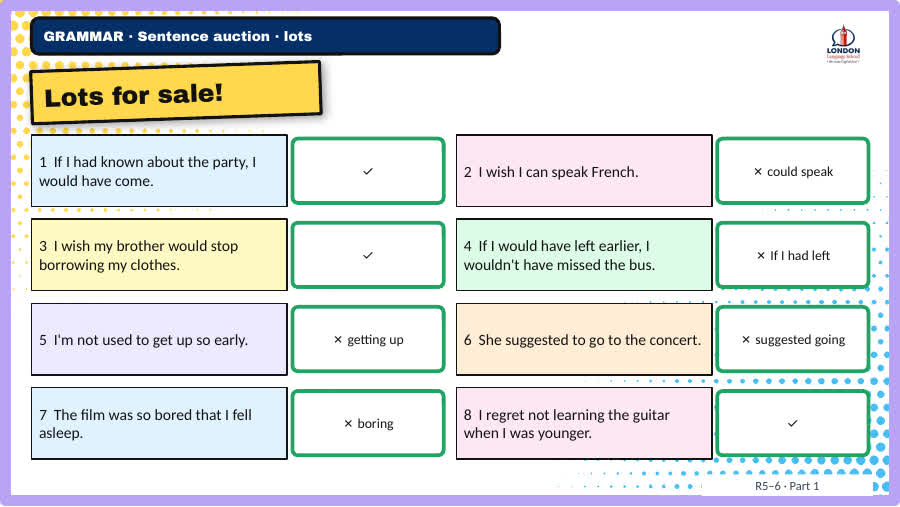 GRAMMAR · Sentence auction · lots
LONDON
Language School
Lots for sale!
1 If I had known about the party, I
would have come.
✓
2 I wish I can speak French.
✕ could speak
3 I wish my brother would stop
borrowing my clothes.
✓
4 If I would have left earlier, I
wouldn't have missed the bus.
✕ If I had left
5 I'm not used to get up so early.
✕ getting up
6 She suggested to go to the concert.
✕ suggested going
7 The film was so bored that I fell
asleep.
✕ boring
8 I regret not learning the guitar
when I was younger.
✓
R5–6 · Part 1